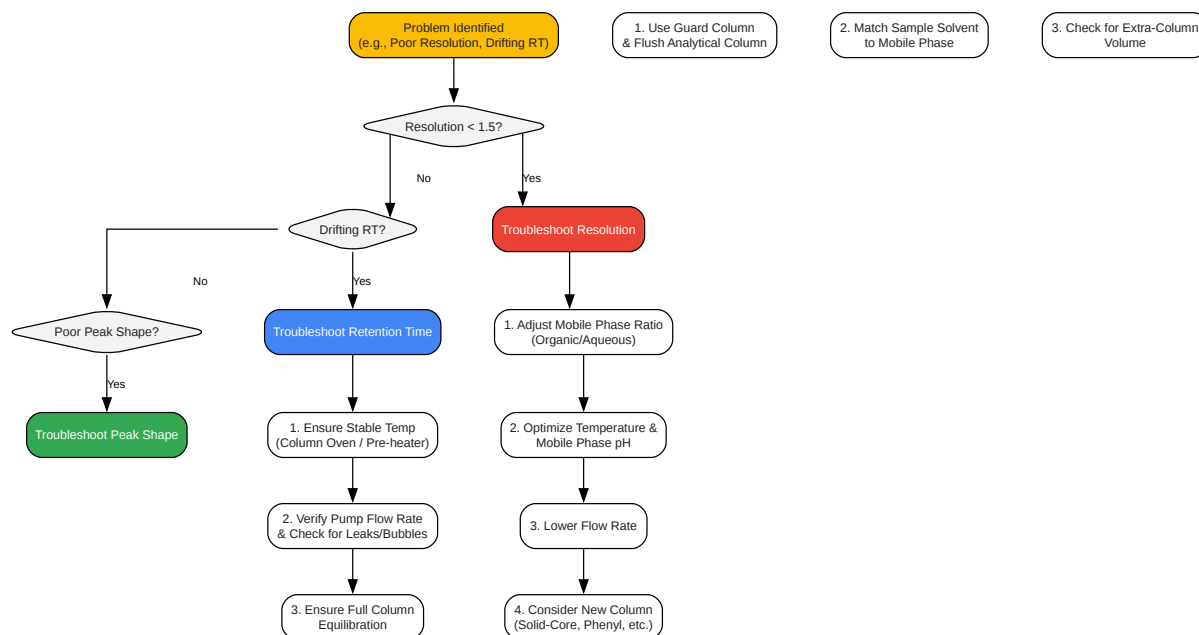 Problem Identified
(e.g., Poor Resolution, Drifting RT)
1. Use Guard Column
& Flush Analytical Column
2. Match Sample Solvent
to Mobile Phase
3. Check for Extra-Column
Volume
Resolution < 1.5?
No
Yes
Drifting RT?
Troubleshoot Resolution
No
Yes
Poor Peak Shape?
Troubleshoot Retention Time
1. Adjust Mobile Phase Ratio
(Organic/Aqueous)
Yes
Troubleshoot Peak Shape
1. Ensure Stable Temp
(Column Oven / Pre-heater)
2. Optimize Temperature &
Mobile Phase pH
2. Verify Pump Flow Rate
& Check for Leaks/Bubbles
3. Lower Flow Rate
3. Ensure Full Column
Equilibration
4. Consider New Column
(Solid-Core, Phenyl, etc.)